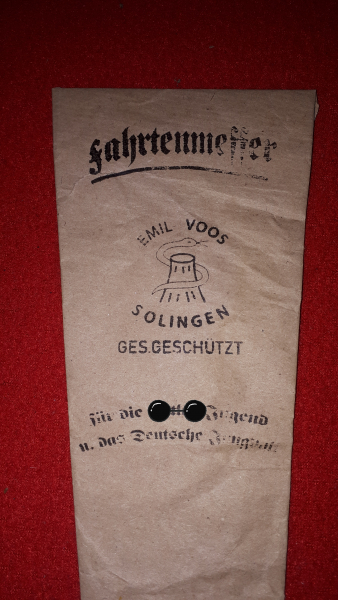 Fahrtenmesser
EMIL VOOS
SOLINGEN
GES.GESCHÜTZT
für die Jugend
u. das Deutsche